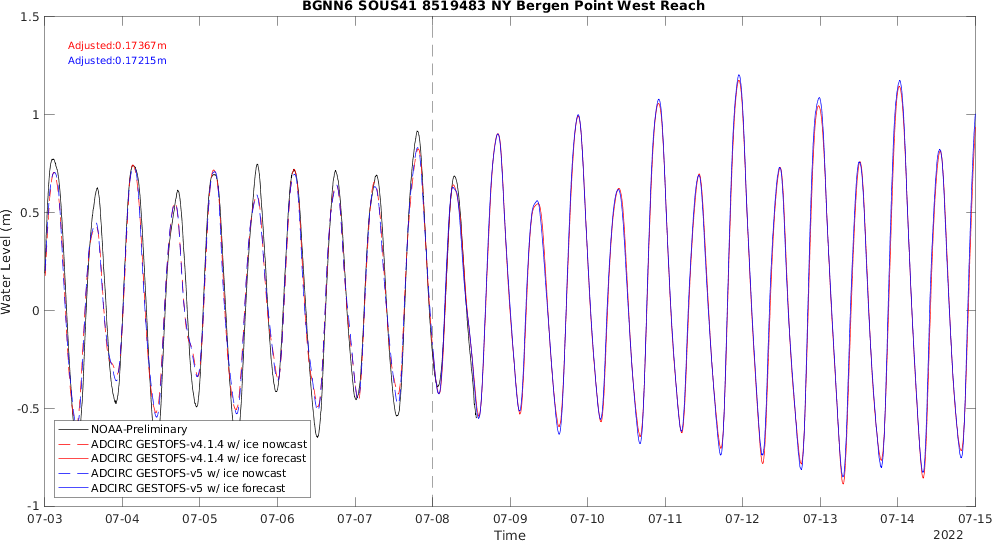 BGNN6 SOUS41 8519483 NY Bergen Point West Reach
1.5
Adjusted:0.17367m
Adjusted:0.17215m
1
0.5
Water Level (m)
0
-0.5
NOAA-Preliminary
ADCIRC GESTOFS-v4.1.4 w/ ice nowcast
ADCIRC GESTOFS-v4.1.4 w/ ice forecast
ADCIRC GESTOFS-v5 w/ ice nowcast
ADCIRC GESTOFS-v5 w/ ice forecast
-1
07-03 07-04 07-05 07-06 07-07 07-08 07-09 07-10 07-11 07-12 07-13 07-14 07-15
Time
2022